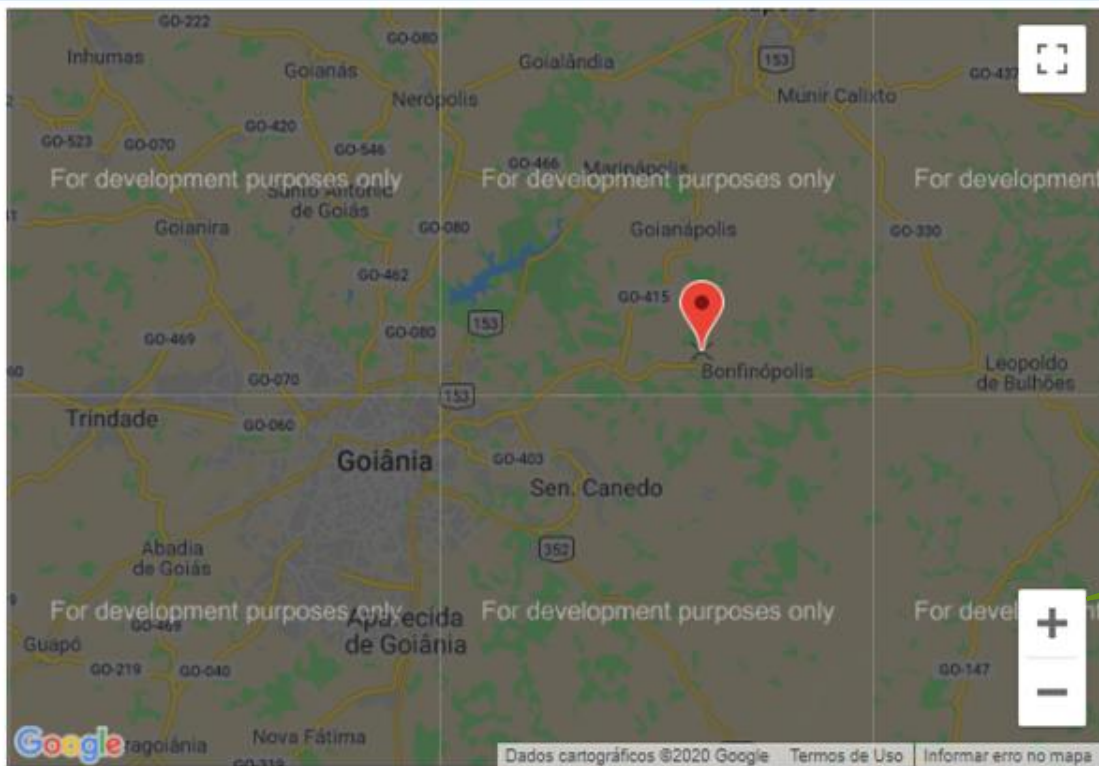 GO-222
GO-080
153
Inhumas
Goianás
Goialândia
GO-437
Nerópolis
Munir Calixto
GO-420
GO-523
GO-070
GO-546
GO-466
Marinápolis
For development purposes only
For development purposes only
For development
Santo Antônio
de Goiás
Goianira
GO-080
Goianápolis
GO-330
GO-462
GO-415
153
GO-080
GO-469
GO-070
Bonfinópolis
Leopoldo
de Bulhões
153
Trindade
GO-060
Goiânia
GO-403
Sen. Canedo
352
Abadia
de Goiás
For development purposes only
For development purposes only
For development
Aparecida
de Goiânia
GO-469
Guapó
GO-219
GO-040
GO-147
Nova Fátima
Google
ragoiânia
GO-319
Dados cartográficos ©2020 Google
Termos de Uso
Informar erro no mapa